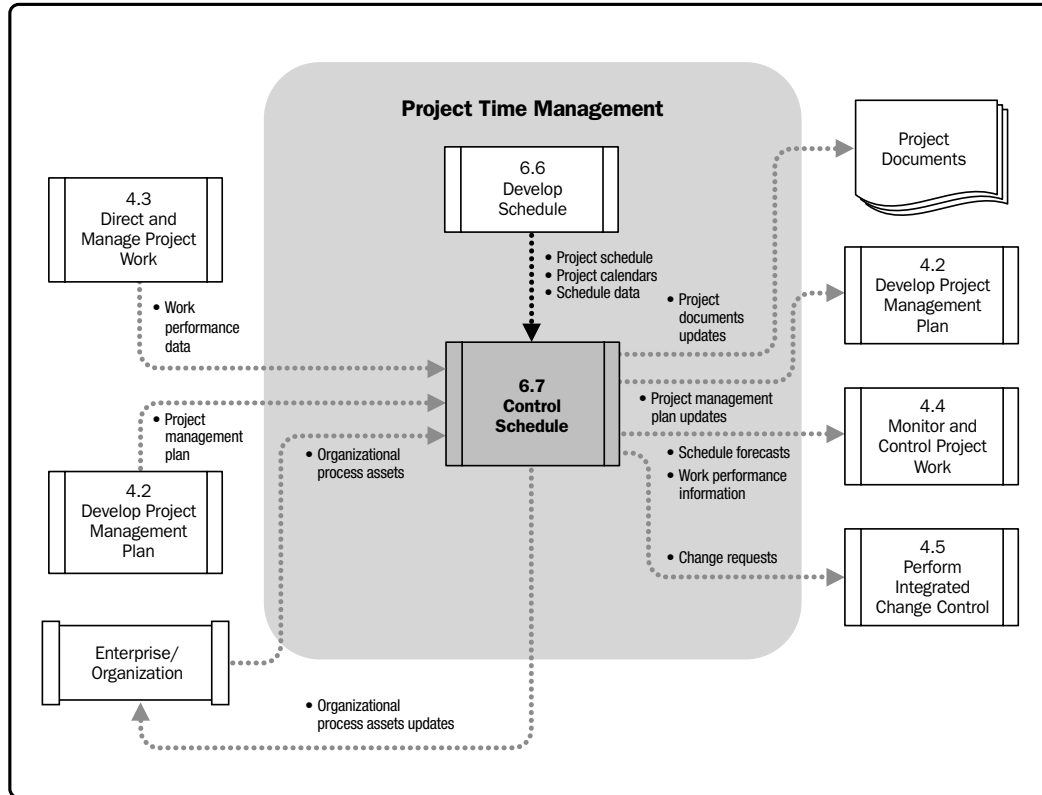 Project Time Management
6.6
Develop
Schedule
Project
Documents
4.3
Direct and
Manage Project
Work
• Project schedule
• Project calendars
• Schedule data
4.2
Develop Project
Management
Plan
• Work
performance
data
• Project
documents
updates
6.7
Control
Schedule
• Project
management
plan
• Project management
plan updates
4.4
Monitor and
Control Project
Work
• Organizational
process assets
• Schedule forecasts
• Work performance
information
4.2
Develop Project
Management
Plan
• Change requests
4.5
Perform
Integrated
Change Control
Enterprise/
Organization
• Organizational
process assets updates